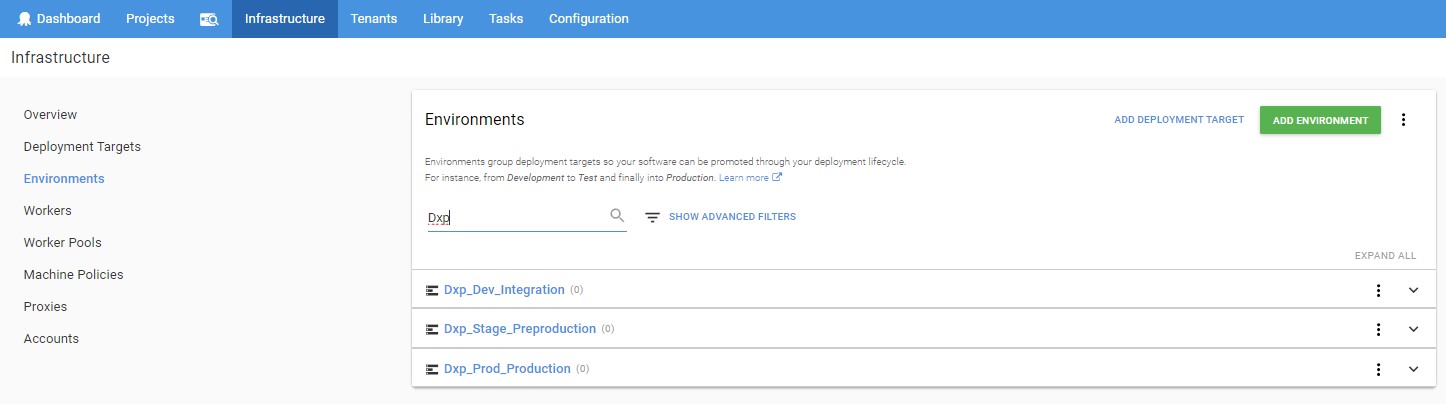 Dashboard Projects Infrastructure Tenants Library Tasks Configuration
Infrastructure
Overview
Deployment Targets
Environments
Workers
Worker Pools
Machine Policies
Proxies
Accounts
Environments
ADD DEPLOYMENT TARGET ADD ENVIRONMENT
Environments group deployment targets so your software can be promoted through your deployment lifecycle.
For instance, from Development to Test and finally into Production. Learn more
Dxp SHOW ADVANCED FILTERS
EXPAND ALL
Dxp_Dev_Integration (0)
Dxp_Stage_Preproduction (0)
Dxp_Prod_Production (0)